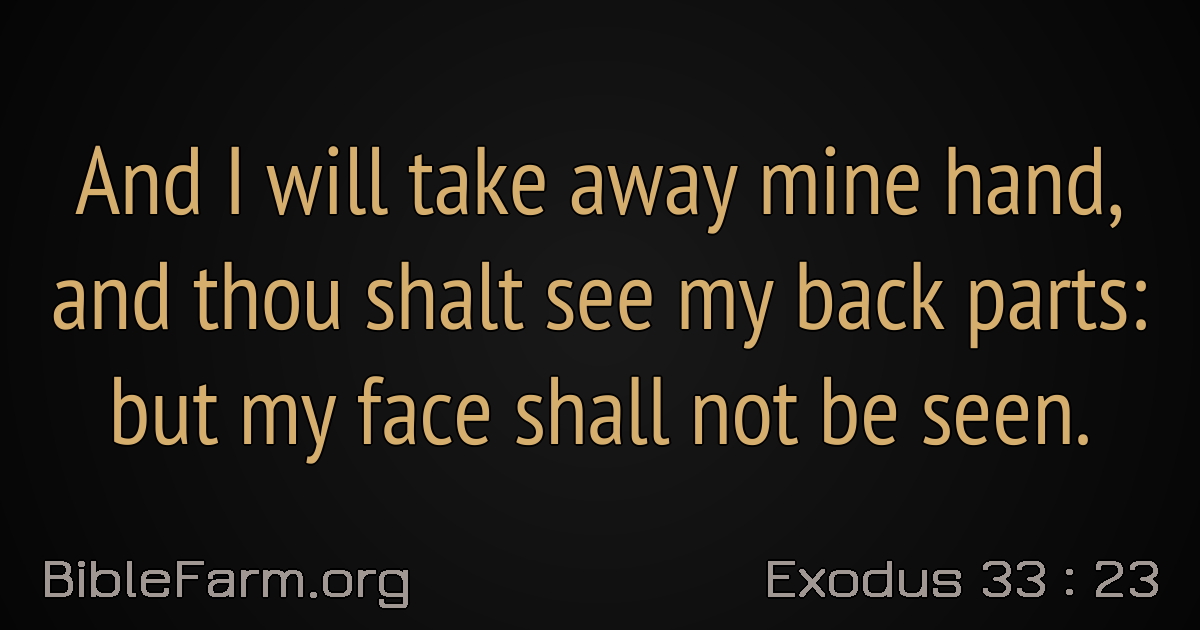 And I will take away mine hand,
and thou shalt see my back parts:
but my face shall not be seen.
BibleFarm.org
Exodus 33 : 23